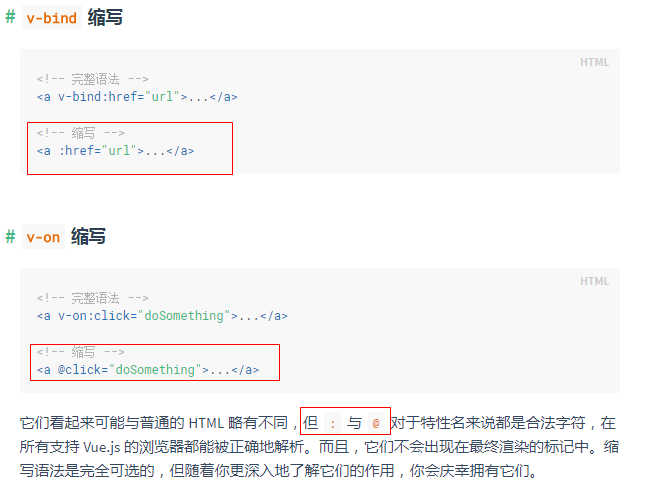 # v-bind 缩写
HTML
<!-- 完整语法 -->
<a v-bind:href="url">...</a>
<!-- 缩写 -->
<a :href="url">...</a>
# v-on 缩写
HTML
<!-- 完整语法 -->
<a v-on:click="doSomething">...</a>
<!-- 缩写 -->
<a @click="doSomething">...</a>
它们看起来可能与普通的 HTML 略有不同，但 : 与 @ 对于特性名来说都是合法字符，在
所有支持 Vue.js 的浏览器都能被正确地解析。而且，它们不会出现在最终渲染的标记中。缩
写语法是完全可选的，但随着你更深入地了解它们的作用，你会庆幸拥有它们。